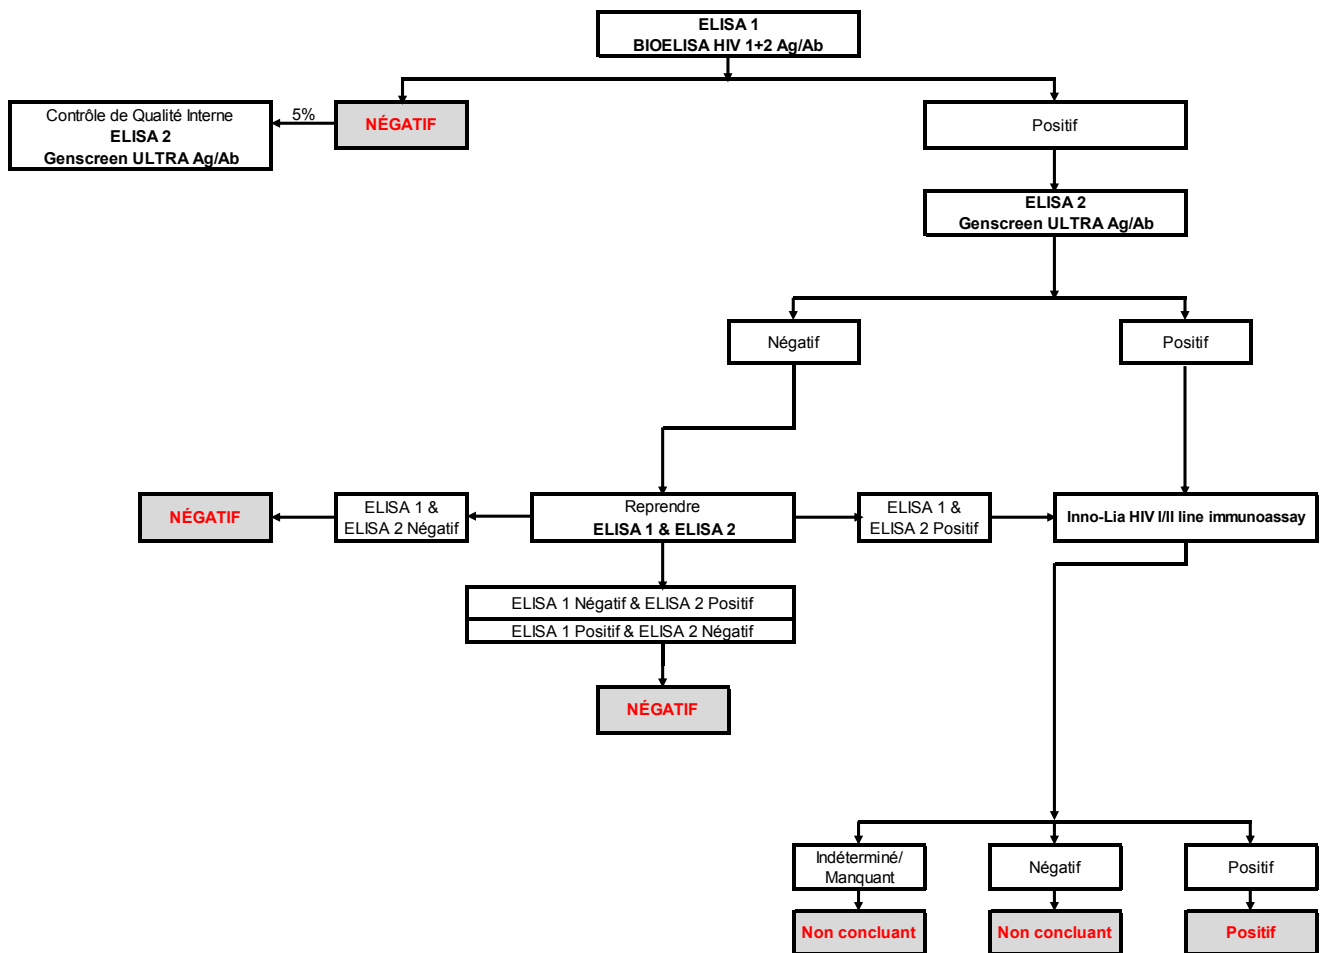 ELISA 1
BIOELISA HIV 1+2 Ag/Ab
Contrôle de Qualité Interne
ELISA 2
Genscreen ULTRA Ag/Ab
5%
NÉGATIF
Positif
ELISA 2
Genscreen ULTRA Ag/Ab
Négatif
Positif
NÉGATIF
ELISA 1 &
ELISA 2 Négatif
Reprendre
ELISA 1 & ELISA 2
ELISA 1 &
ELISA 2 Positif
Inno-Lia HIV I/II line immunoassay
ELISA 1 Négatif & ELISA 2 Positif
ELISA 1 Positif & ELISA 2 Négatif
NÉGATIF
Indéterminé/
Manquant
Négatif
Positif
Non concluant
Non concluant
Positif